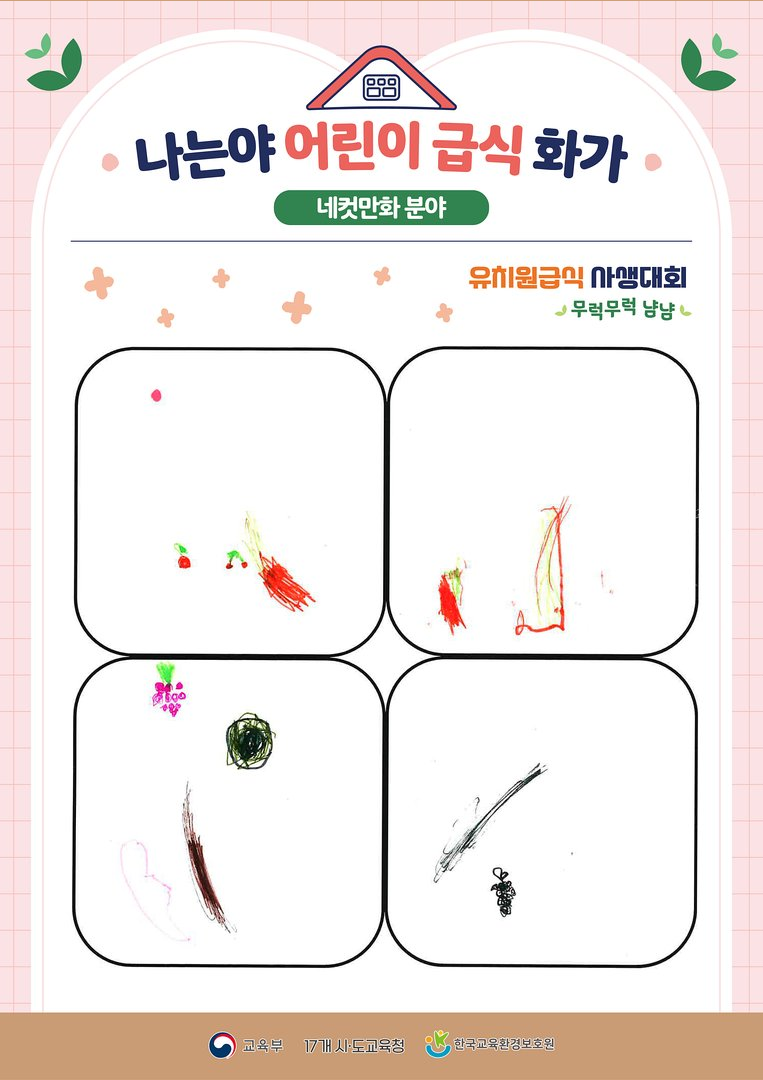 나는야 어린이 급식 화가
네컷만화 분야
유치원급식 사생대회
무럭무럭 냠냠
교육부 17개 시·도교육청 한국교육환경보호원